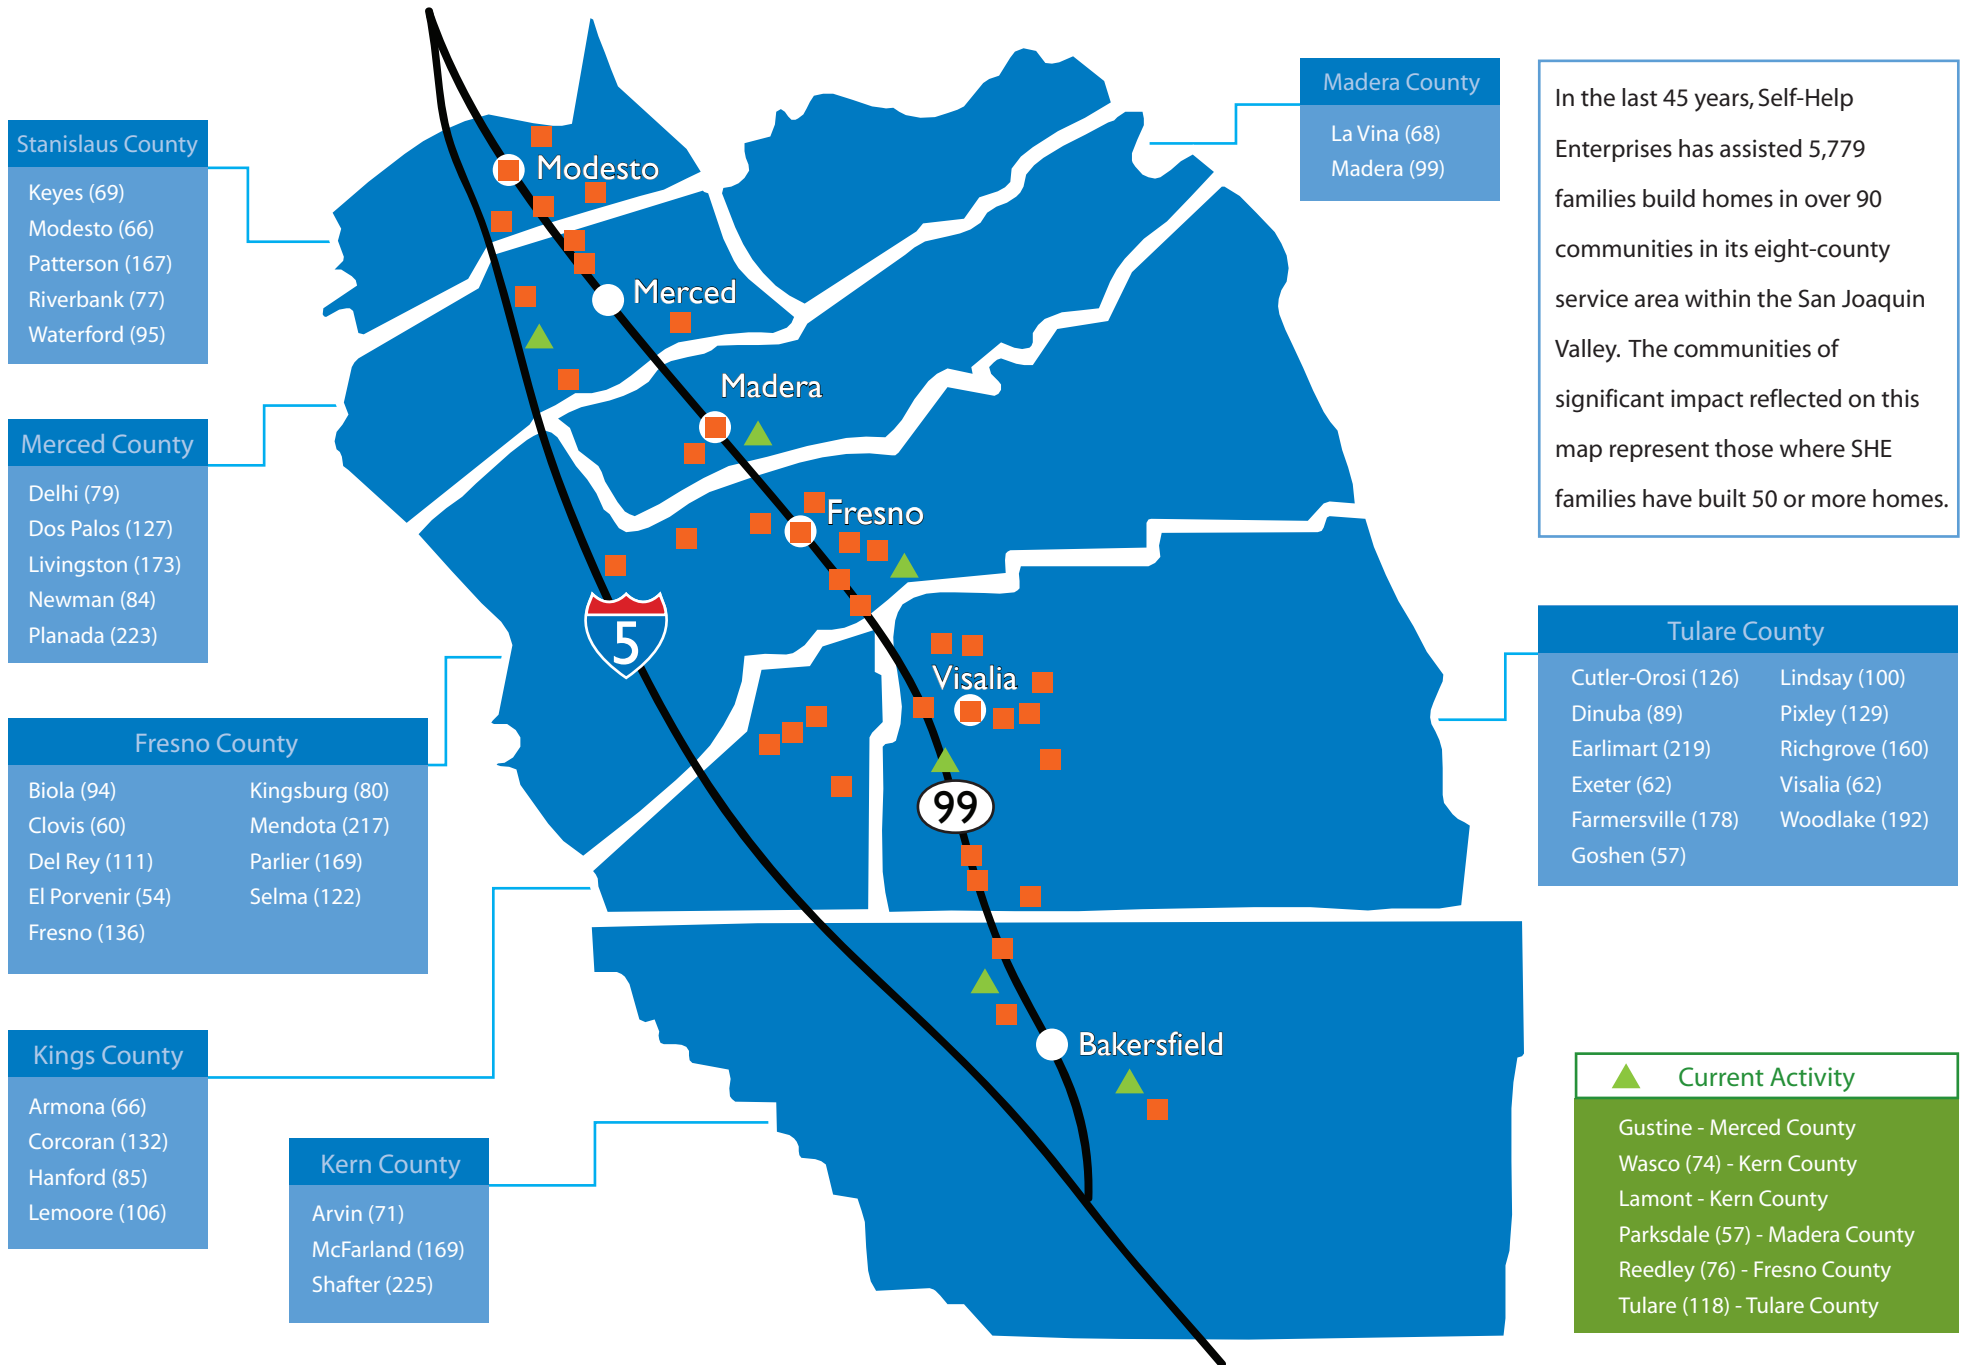 Stanislaus County
Keyes (69)
Modesto (66)
Patterson (167)
Riverbank (77)
Waterford (95)
Merced County
Delhi (79)
Dos Palos (127)
Livingston (173)
Newman (84)
Planada (223)
Fresno County
Biola (94)
Clovis (60)
Del Rey (111)
El Porvenir (54)
Fresno (136)
Kingsburg (80)
Mendota (217)
Parlier (169)
Selma (122)
Kings County
Armona (66)
Corcoran (132)
Hanford (85)
Lemoore (106)
Kern County
Arvin (71)
McFarland (169)
Shafter (225)
Modesto
Merced
Madera
Fresno
5
Visalia
99
Bakersfield
Madera County
La Vina (68)
Madera (99)
In the last 45 years, Self-Help
Enterprises has assisted 5,779
families build homes in over 90
communities in its eight-county
service area within the San Joaquin
Valley. The communities of
significant impact reflected on this
map represent those where SHE
families have built 50 or more homes.
Tulare County
Cutler-Orosi (126)
Dinuba (89)
Earlimart (219)
Exeter (62)
Farmersville (178)
Goshen (57)
Lindsay (100)
Pixley (129)
Richgrove (160)
Visalia (62)
Woodlake (192)
Current Activity
Gustine - Merced County
Wasco (74) - Kern County
Lamont - Kern County
Parksdale (57) - Madera County
Reedley (76) - Fresno County
Tulare (118) - Tulare County